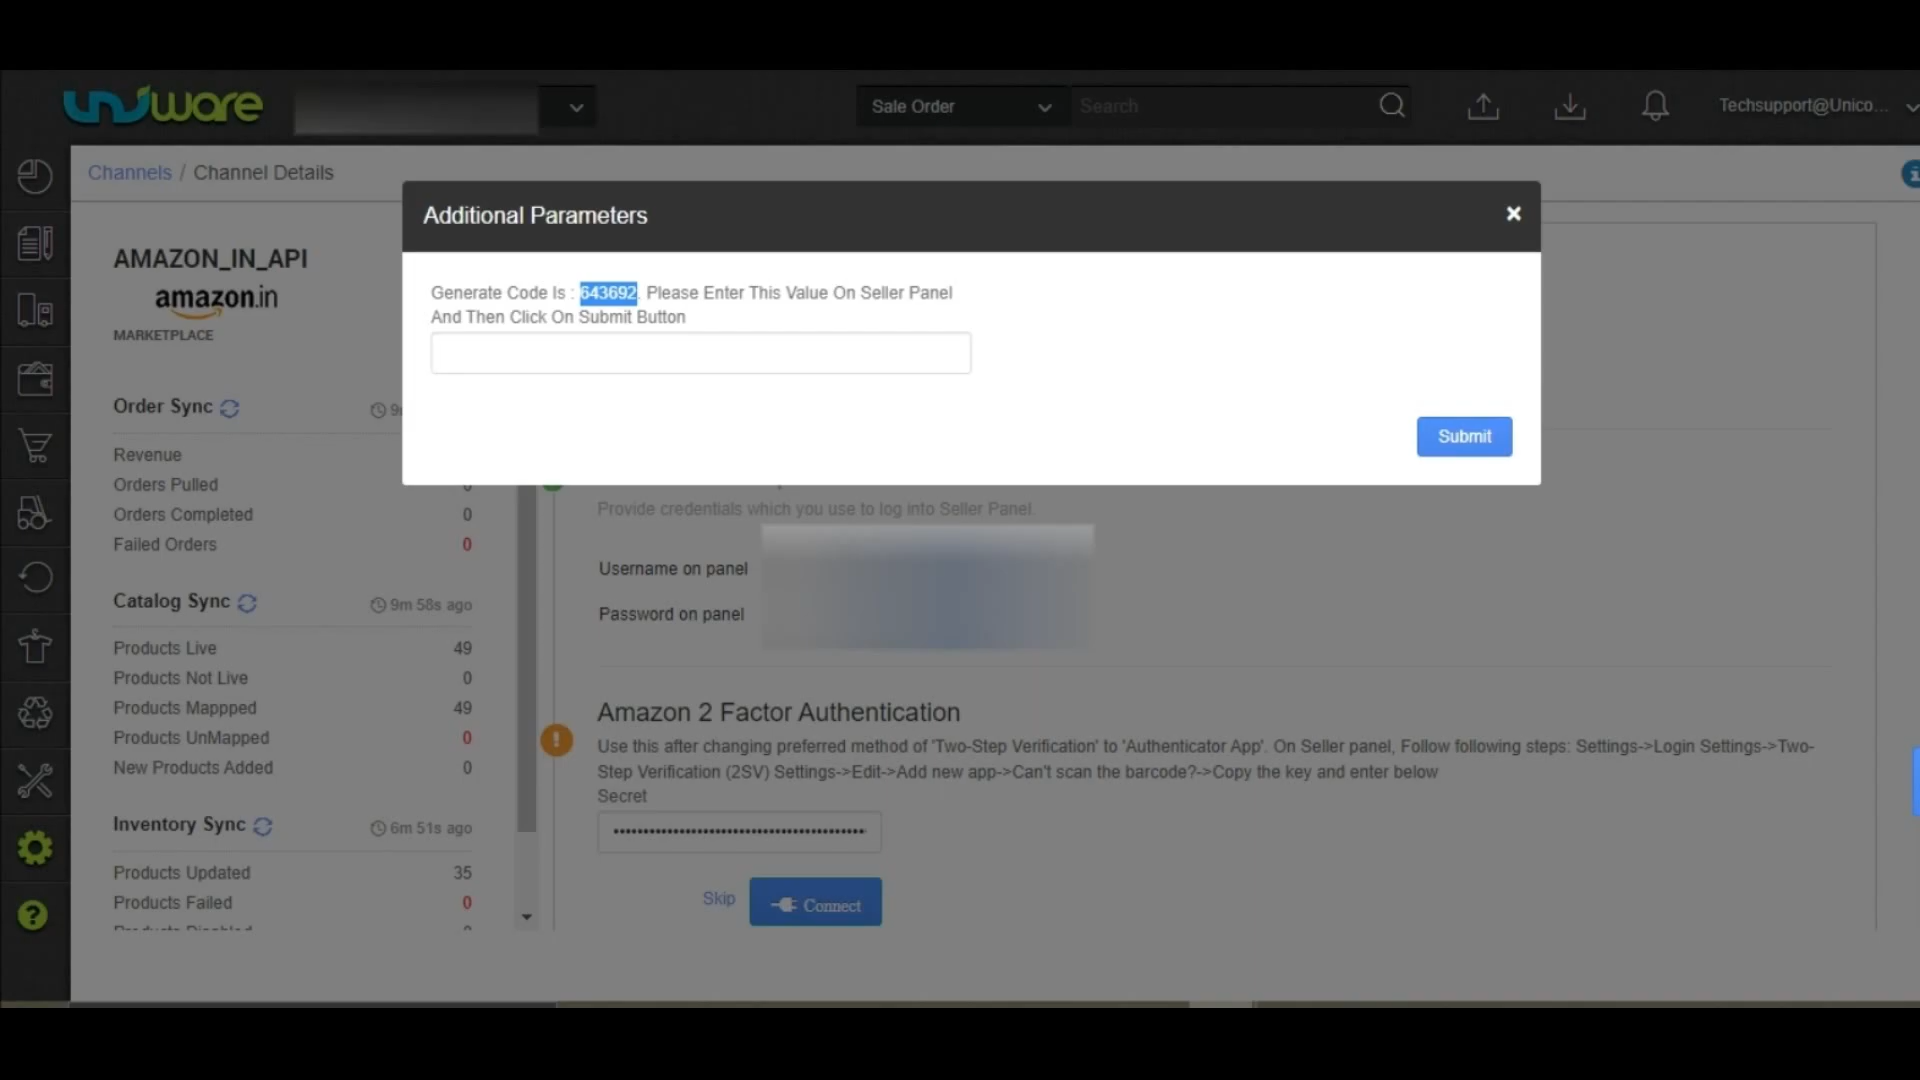 uniware
Sale Order
Search
Techsupport@Unico...
Channels / Channel Details
Additional Parameters
×
AMAZON_IN_API
amazon.in
MARKETPLACE
Generate Code Is : 643692. Please Enter This Value On Seller Panel
And Then Click On Submit Button
Submit
Order Sync
Revenue
Orders Pulled
Orders Completed 0
Failed Orders 0
Catalog Sync 9m 58s ago
Products Live 49
Products Not Live 0
Products Mappped 49
Products UnMapped 0
New Products Added 0
Inventory Sync 6m 51s ago
Products Updated 35
Products Failed 0
Provide credentials which you use to log into Seller Panel.
Username on panel
Password on panel
Amazon 2 Factor Authentication
Use this after changing preferred method of 'Two-Step Verification' to 'Authenticator App'. On Seller panel, Follow following steps: Settings->Login Settings->Two-
Step Verification (2SV) Settings->Edit->Add new app->Can't scan the barcode?->Copy the key and enter below
Secret
Skip
Connect